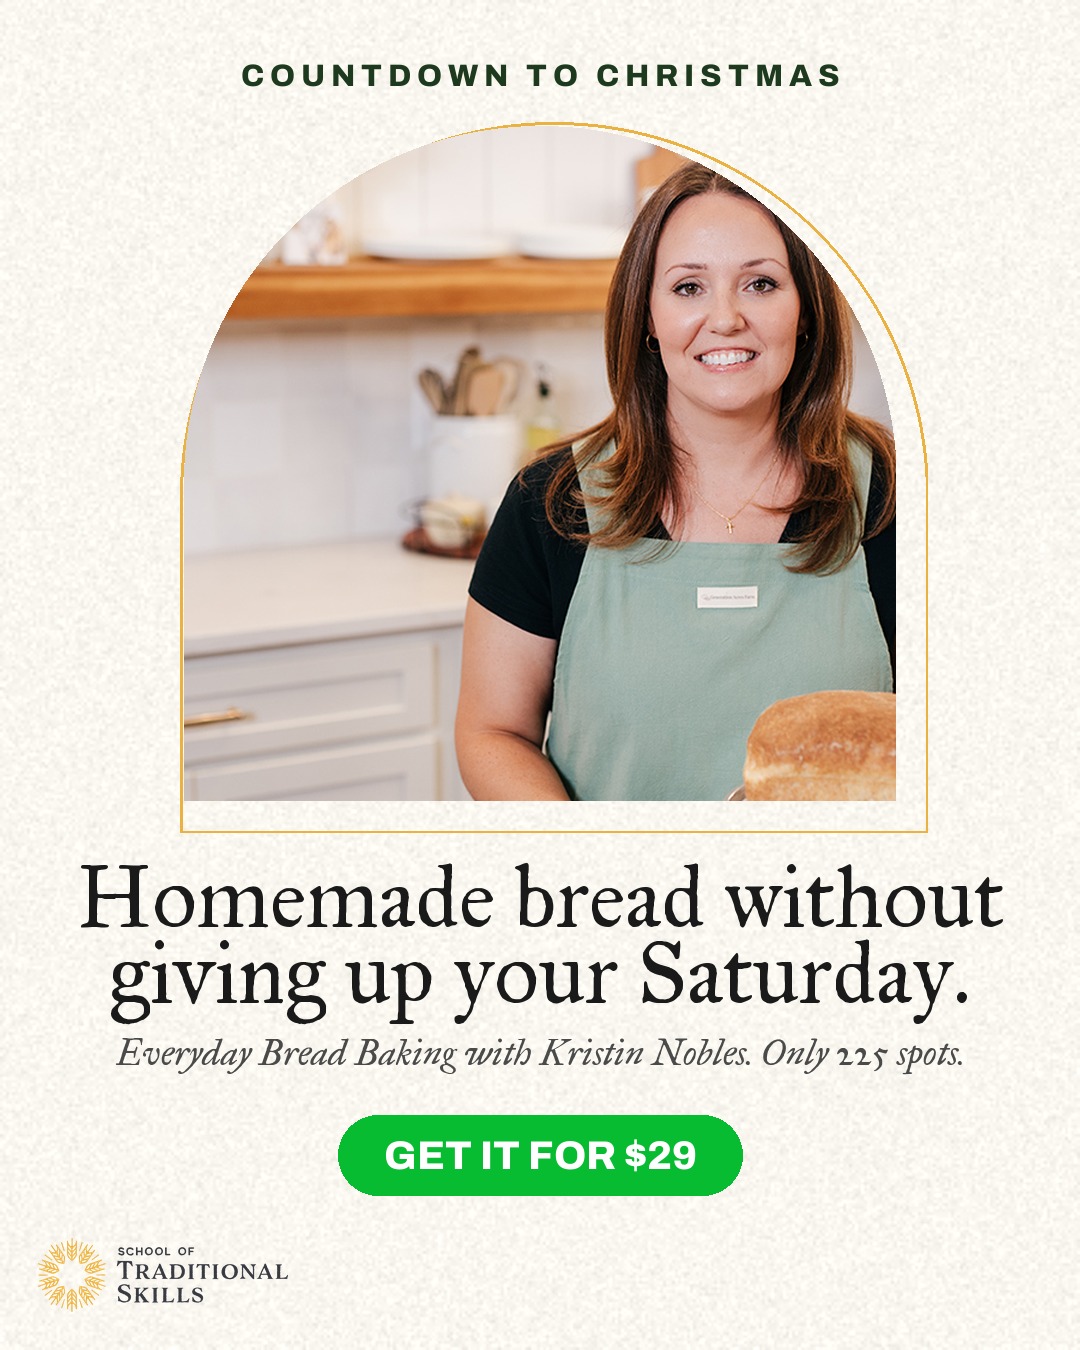 COUNTDOWN TO CHRISTMAS
Homemade bread without
giving up your Saturday.
Everyday Bread Baking with Kristin Nobles. Only 225 spots.
GET IT FOR $29
SCHOOL OF
TRADITIONAL
SKILLS